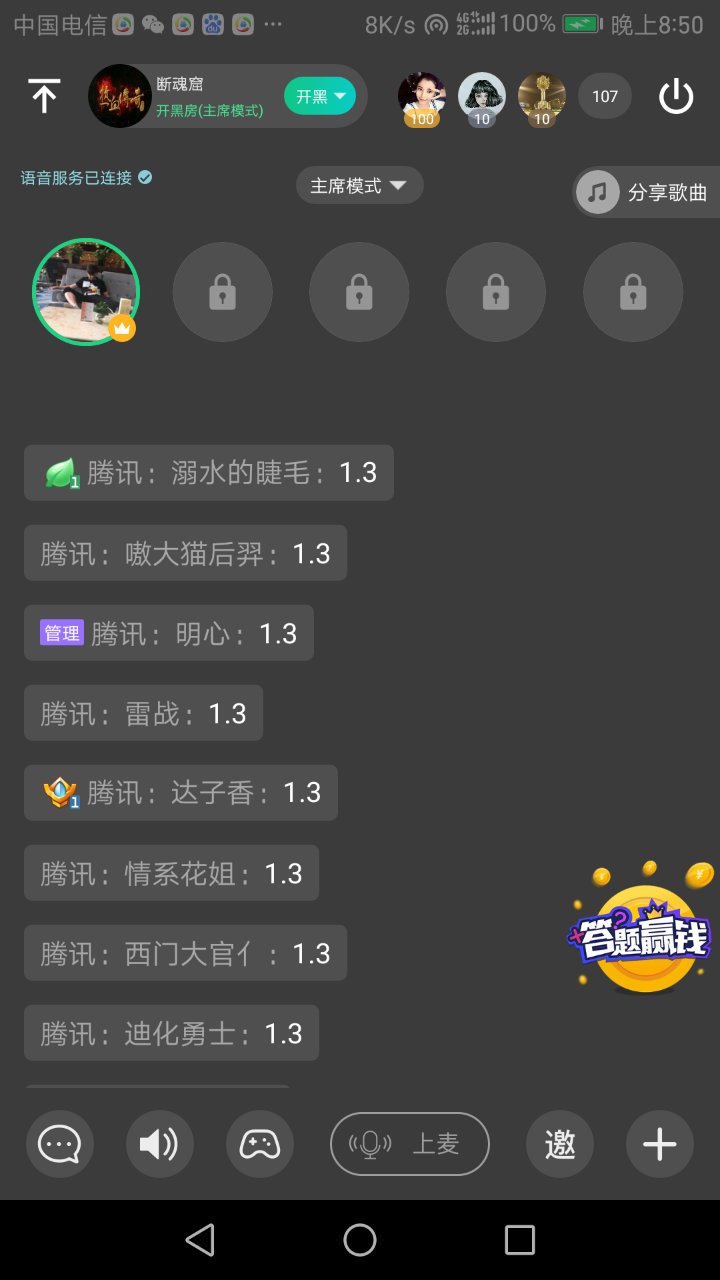 中国电信 ... 8K/s 4G 2G 100% 晚上8:50
断魂窟
开黑房(主席模式)
开黑
100
10
10
107
语音服务已连接
主席模式
分享歌曲
1 腾讯：溺水的睫毛：1.3
腾讯：嗷大猫后羿：1.3
管理 腾讯：明心：1.3
腾讯：雷战：1.3
1 腾讯：达子香：1.3
腾讯：情系花姐：1.3
腾讯：西门大官亻：1.3
腾讯：迪化勇士：1.3
答题赢钱
上麦
邀